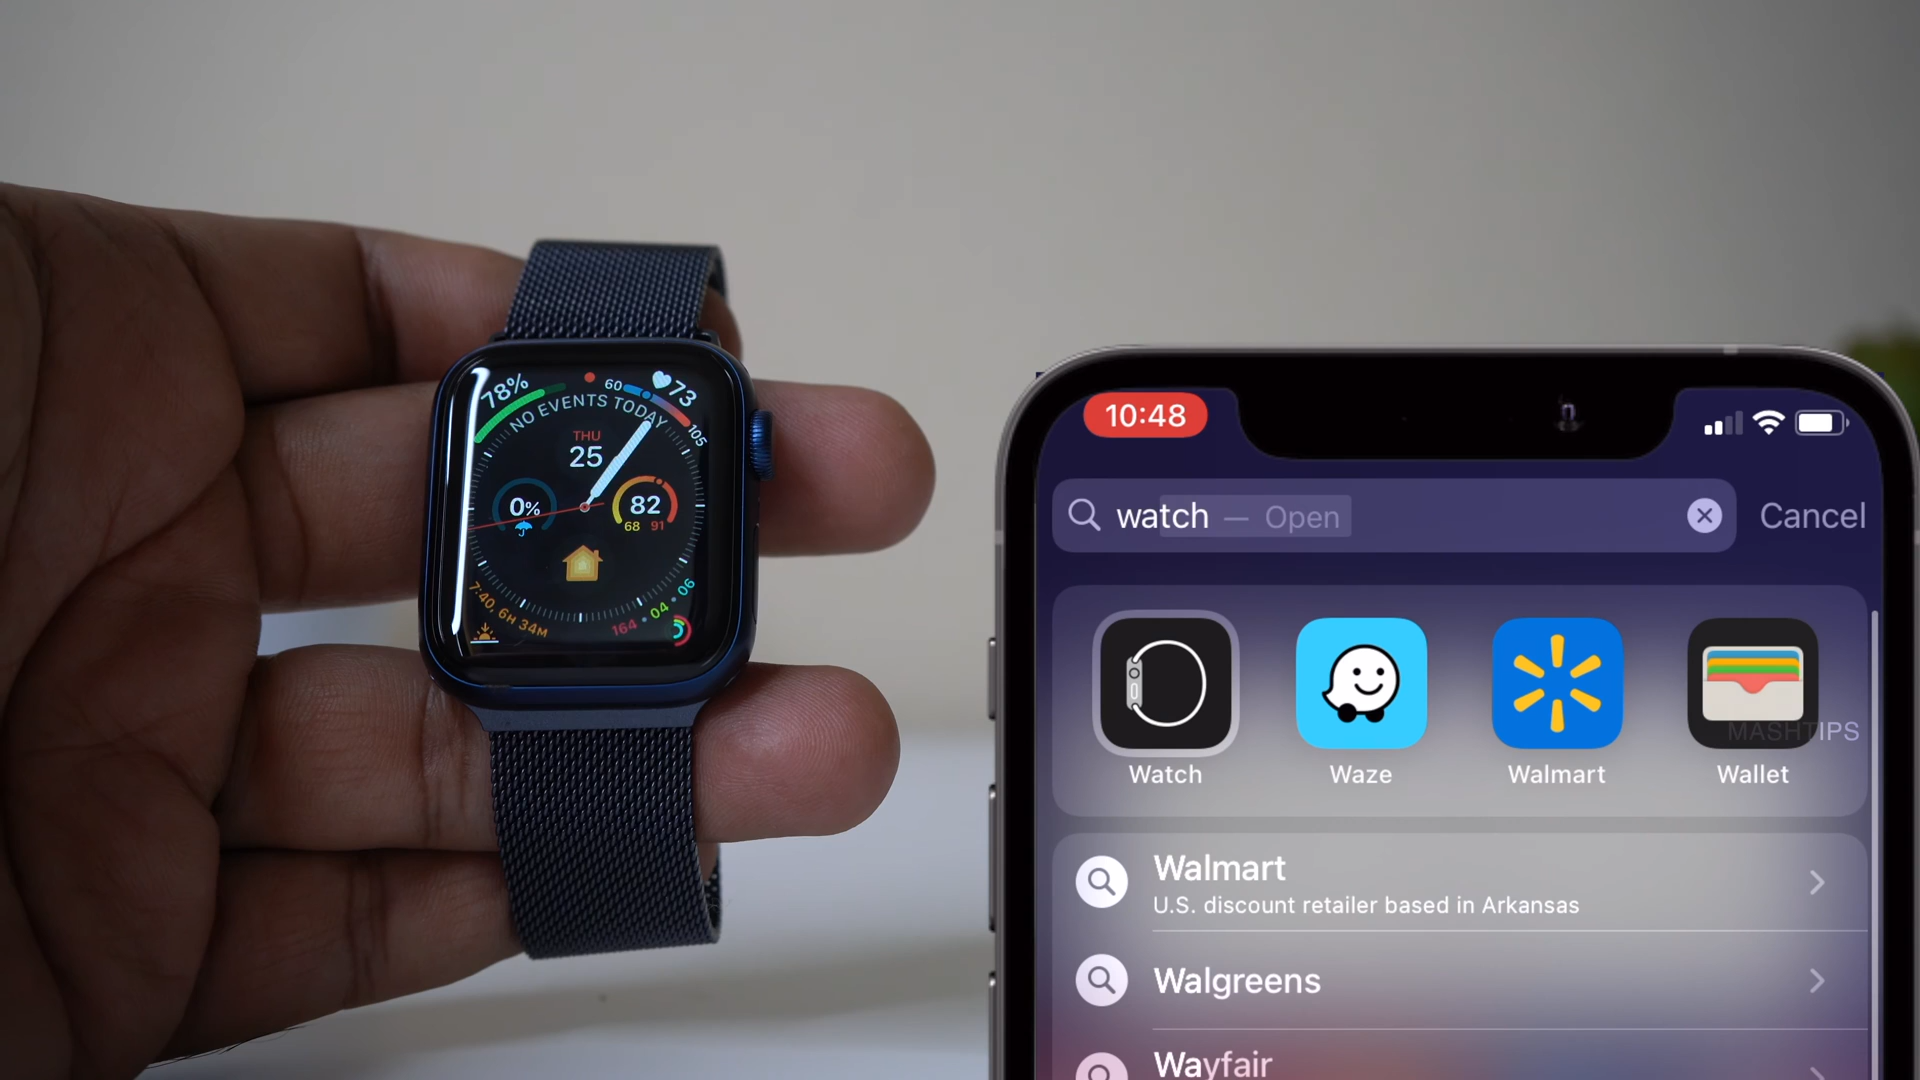 78%
60
73
105
NO EVENTS TODAY
THU
25
0%
82
68 91
7:40, 6H 34M
164 • 04 • 06
10:48
watch — Open
Cancel
Watch
Waze
Walmart
Wallet
MASHTIPS
Walmart
U.S. discount retailer based in Arkansas
Walgreens
Wayfair